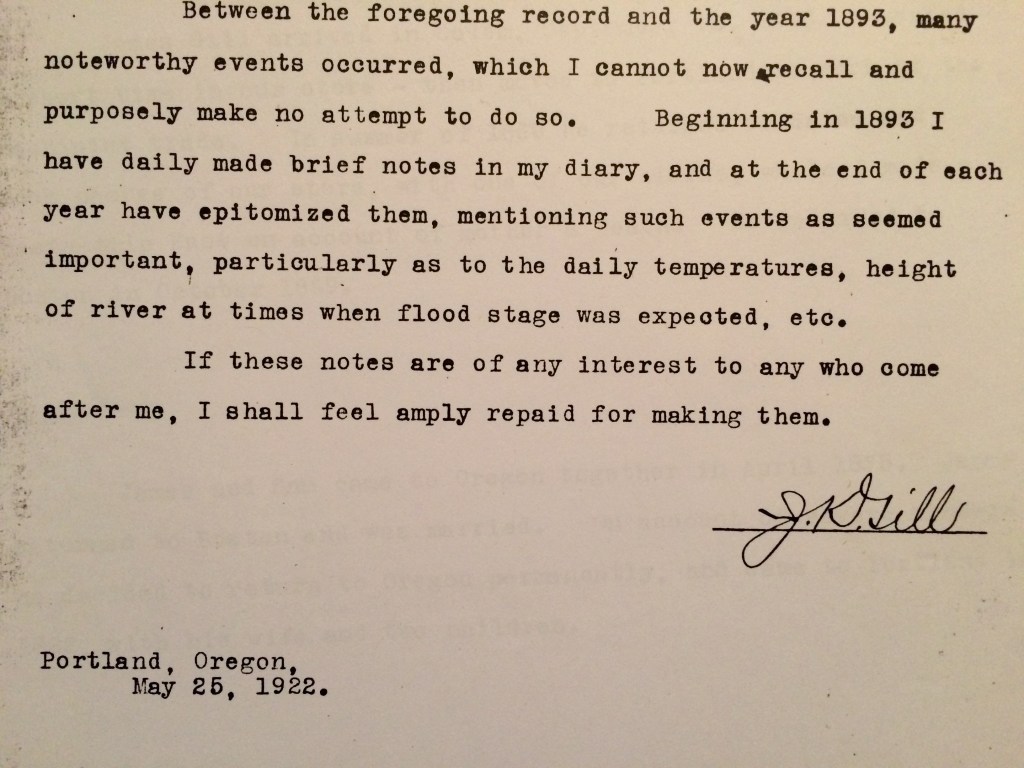 Between the foregoing record and the year 1893, many
noteworthy events occurred, which I cannot now recall and
purposely make no attempt to do so. Beginning in 1893 I
have daily made brief notes in my diary, and at the end of each
year have epitomized them, mentioning such events as seemed
important, particularly as to the daily temperatures, height
of river at times when flood stage was expected, etc.
If these notes are of any interest to any who come
after me, I shall feel amply repaid for making them.
J.K.Gill
Portland, Oregon,
May 25, 1922.